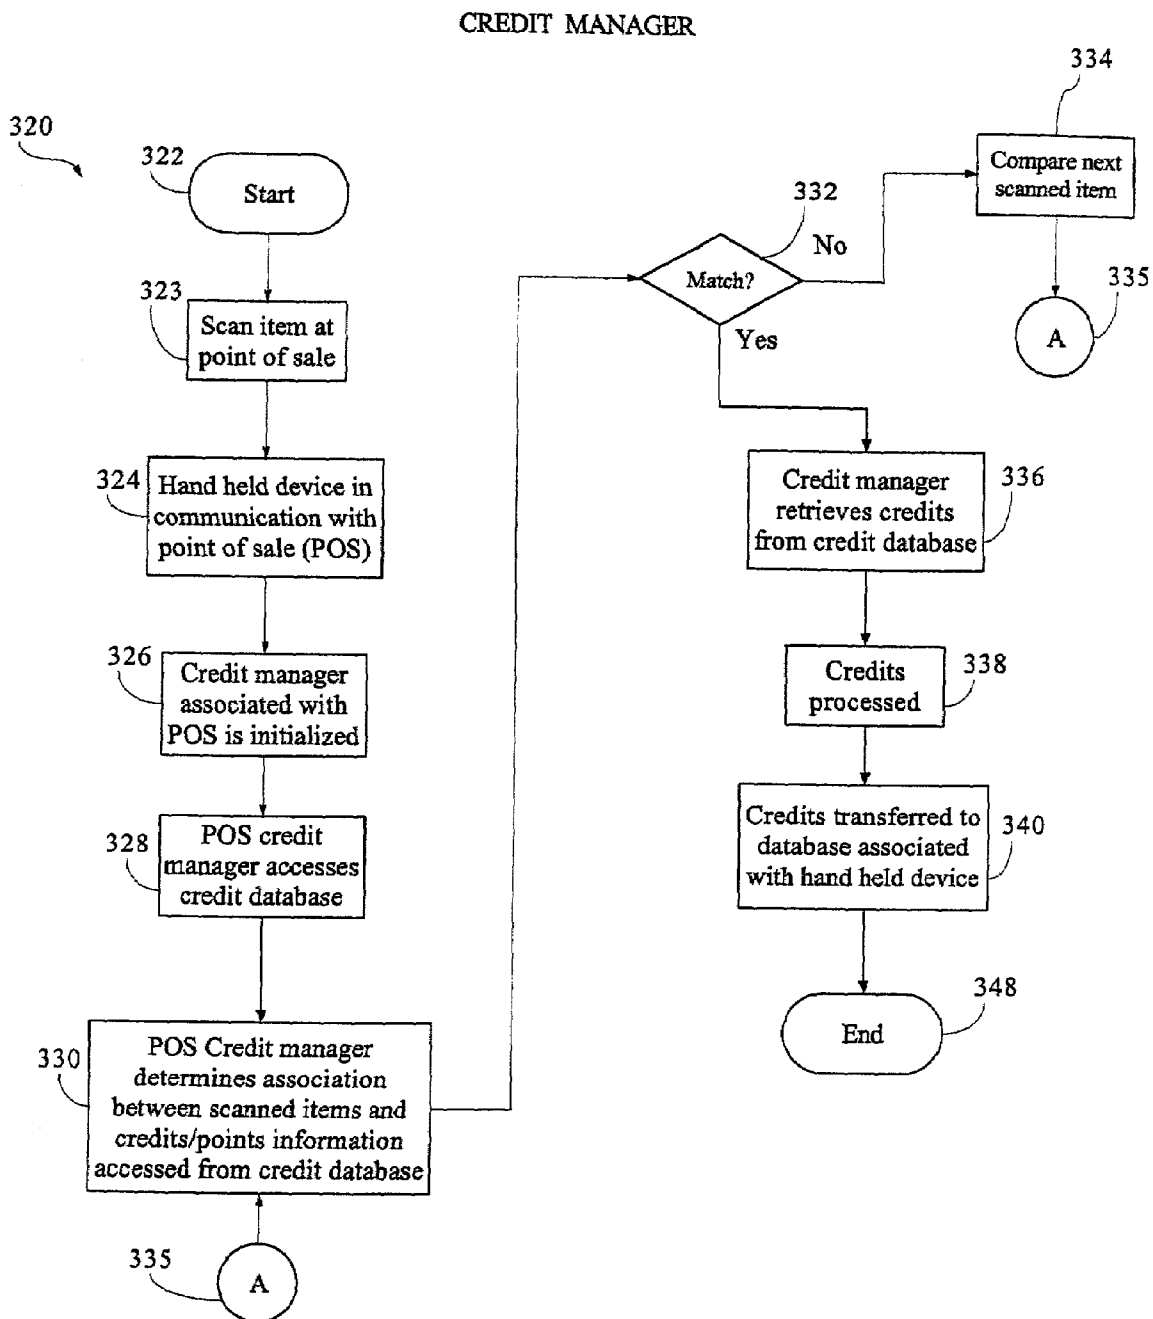 CREDIT MANAGER
320
322
Start
323
Scan item at
point of sale
324
Hand held device in
communication with
point of sale (POS)
326
Credit manager
associated with
POS is initialized
328
POS credit
manager accesses
credit database
330
POS Credit manager
determines association
between scanned items and
credits/points information
accessed from credit database
335
A
332
Match?
No
Yes
334
Compare next
scanned item
335
A
336
Credit manager
retrieves credits
from credit database
338
Credits
processed
340
Credits transferred to
database associated
with hand held device
348
End